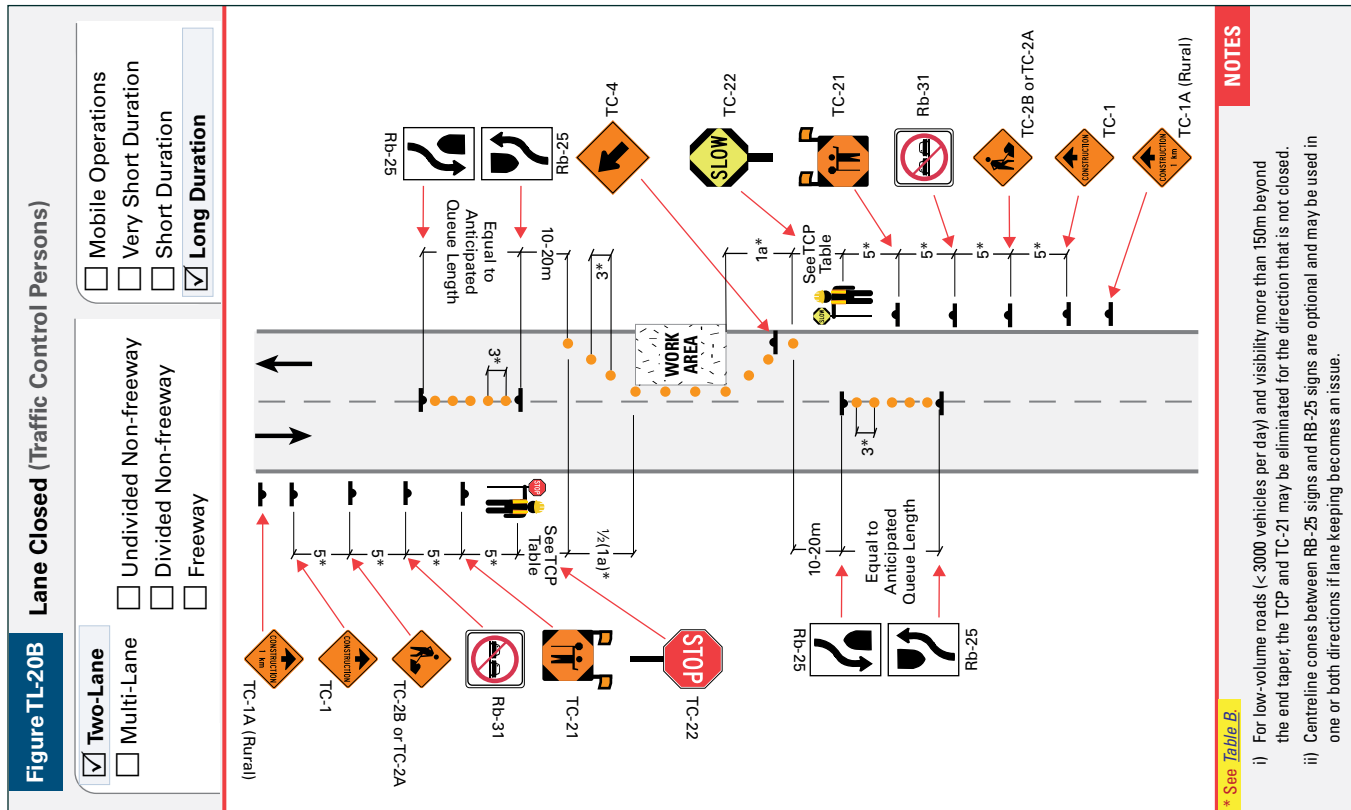 Figure TL-20B
Lane Closed (Traffic Control Persons)
Two-Lane
Multi-Lane
Undivided Non-freeway
Divided Non-freeway
Freeway
Mobile Operations
Very Short Duration
Short Duration
Long Duration
TC-1A (Rural)
CONSTRUCTION
1 km
TC-1
CONSTRUCTION
TC-2B or TC-2A
Rb-31
TC-21
STOP
TC-22
5*
5*
5*
5*
See TCP
Table
½(1a)*
STOP
Rb-25
Rb-25
Equal to
Anticipated
Queue Length
10-20m
3*
3*
WORK
AREA
TC-4
SLOW
TC-22
1a*
See TCP
Table
SLOW
TC-21
5*
Rb-31
5*
TC-2B or TC-2A
5*
CONSTRUCTION
TC-1
5*
CONSTRUCTION
1 km
TC-1A (Rural)
10-20m
3*
Equal to
Anticipated
Queue Length
Rb-25
Rb-25
NOTES
* See Table B.
i) For low-volume roads (<3000 vehicles per day) and visibility more than 150m beyond
the end taper, the TCP and TC-21 may be eliminated for the direction that is not closed.
ii) Centreline cones between RB-25 signs and RB-25 signs are optional and may be used in
one or both directions if lane keeping becomes an issue.